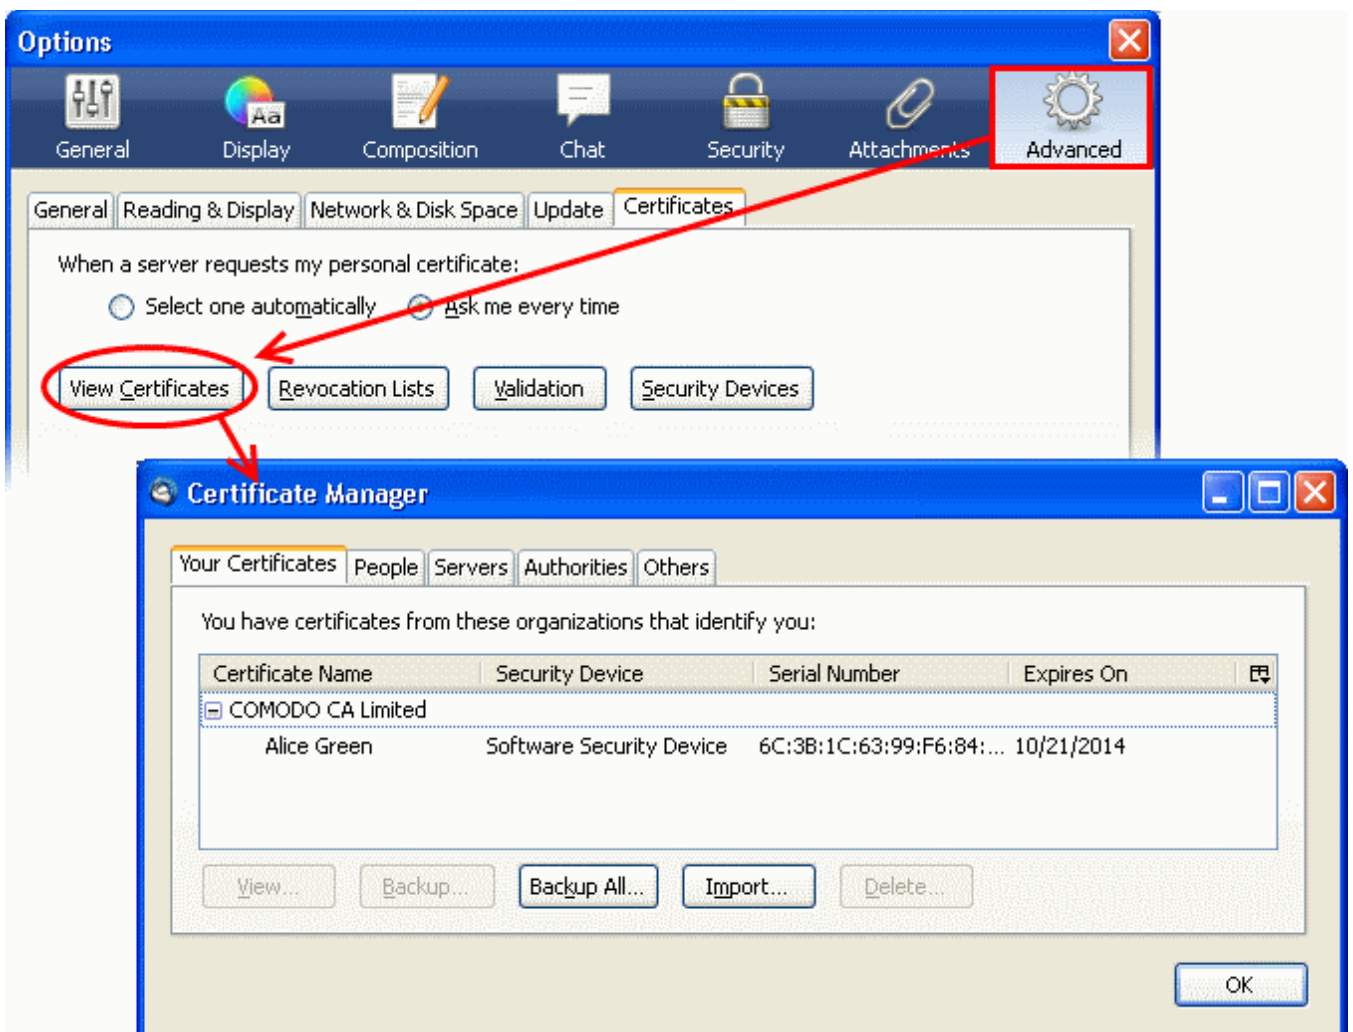 Options
General Display Composition Chat Security Attachments Advanced
Aa
General Reading & Display Network & Disk Space Update Certificates
When a server requests my personal certificate:
Select one automatically Ask me every time
View Certificates Revocation Lists Validation Security Devices
Certificate Manager
Your Certificates People Servers Authorities Others
You have certificates from these organizations that identify you:
Certificate Name Security Device Serial Number Expires On
COMODO CA Limited
Alice Green Software Security Device 6C:3B:1C:63:99:F6:84:... 10/21/2014
View... Backup... Backup All... Import... Delete...
OK